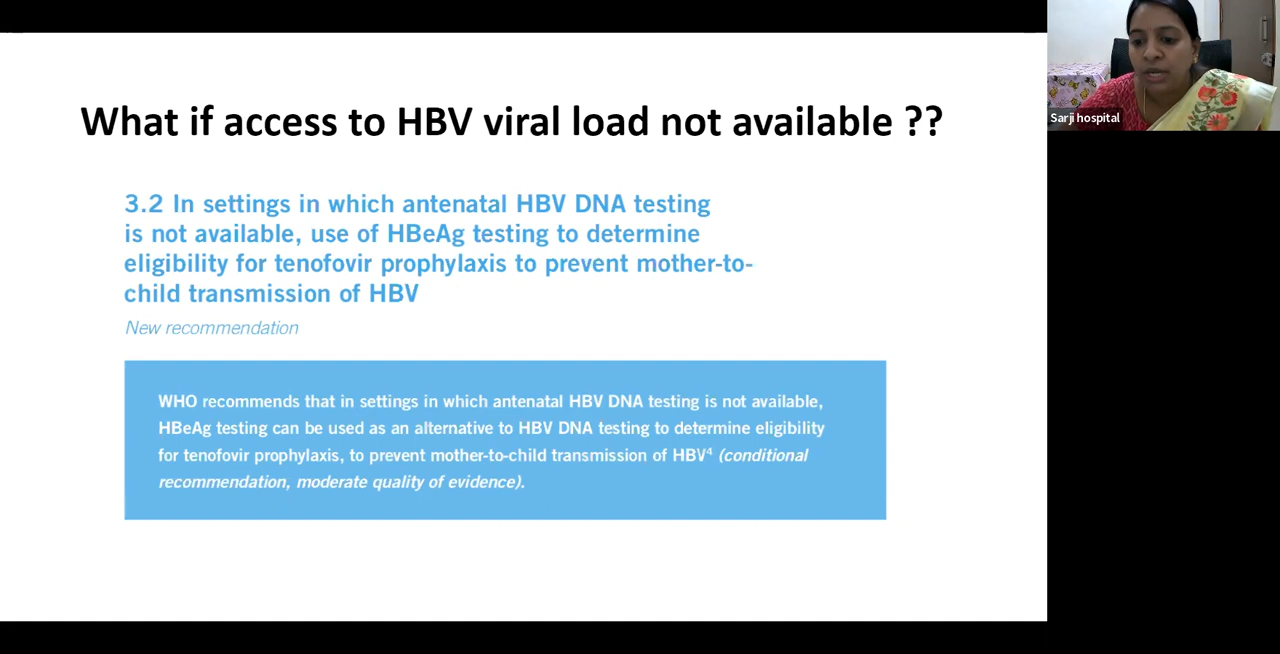 What if access to HBV viral load not available ??
3.2 In settings in which antenatal HBV DNA testing
is not available, use of HBeAg testing to determine
eligibility for tenofovir prophylaxis to prevent mother-to-
child transmission of HBV
New recommendation
WHO recommends that in settings in which antenatal HBV DNA testing is not available,
HBeAg testing can be used as an alternative to HBV DNA testing to determine eligibility
for tenofovir prophylaxis, to prevent mother-to-child transmission of HBV⁴ (conditional
recommendation, moderate quality of evidence).
Sarji hospital